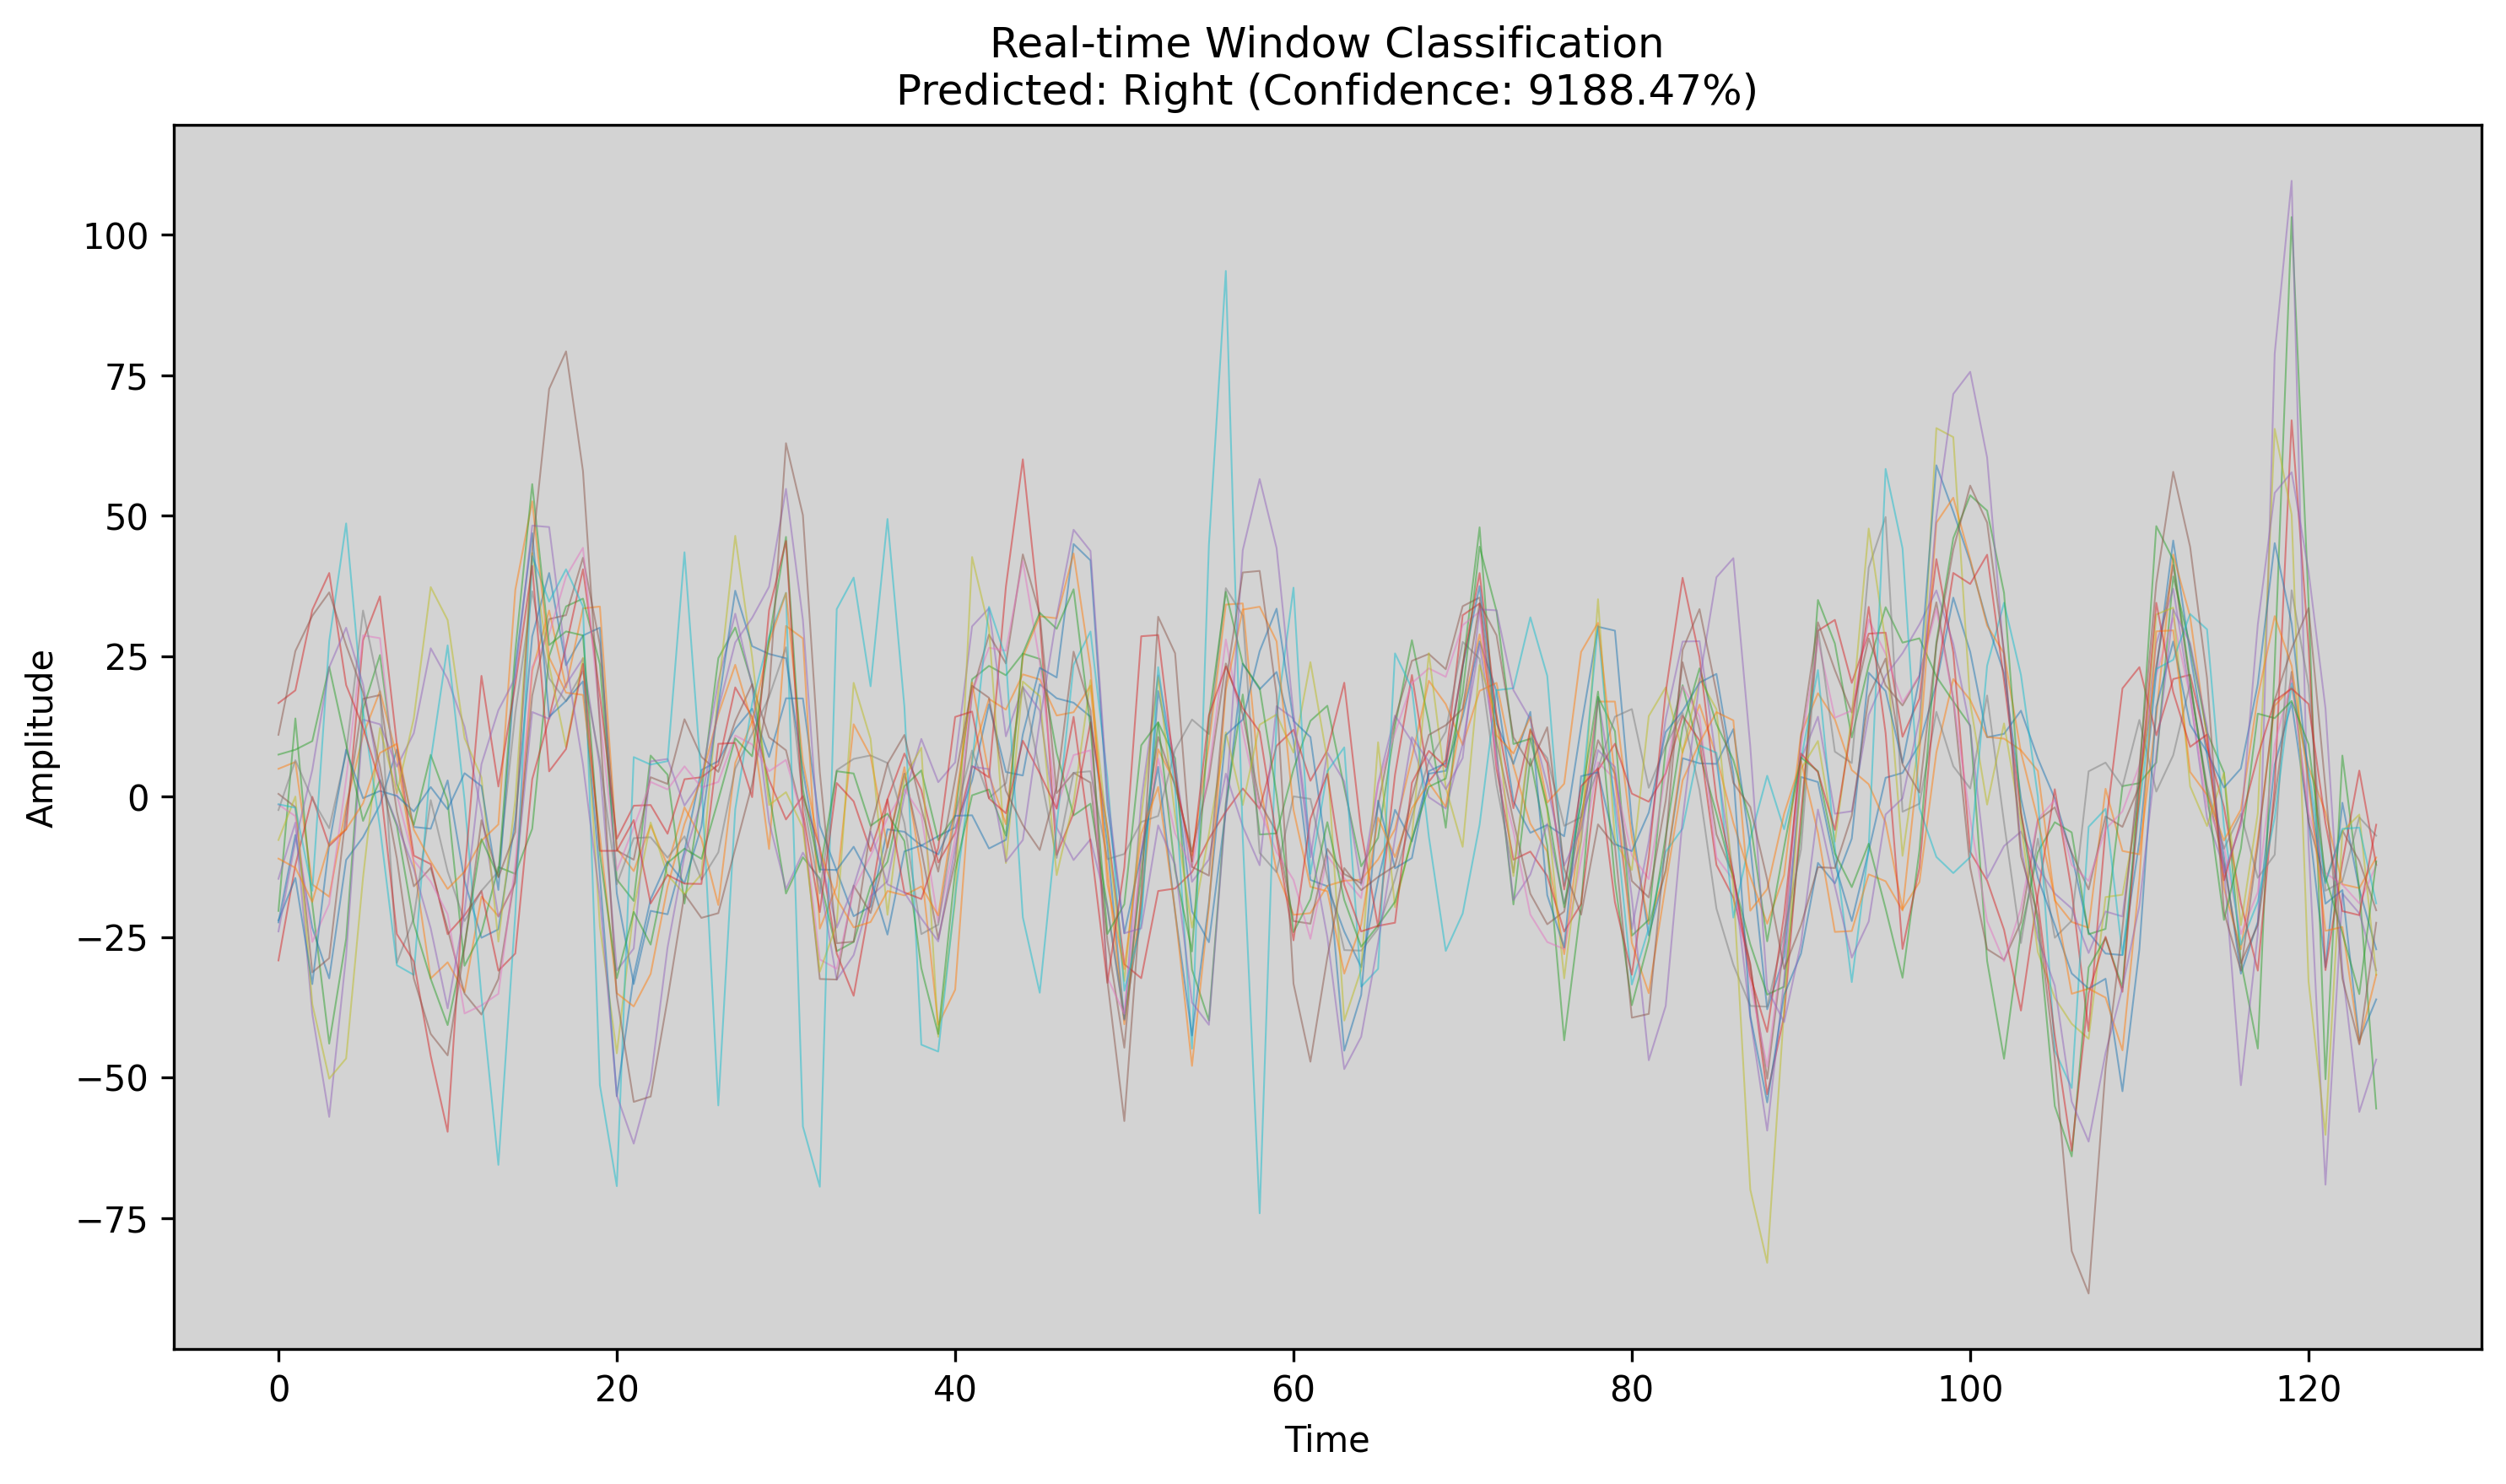 Real-time Window Classification
Predicted: Right (Confidence: 9188.47%)
Amplitude
100
75
50
25
0
−25
−50
−75
0 20 40 60 80 100 120
Time